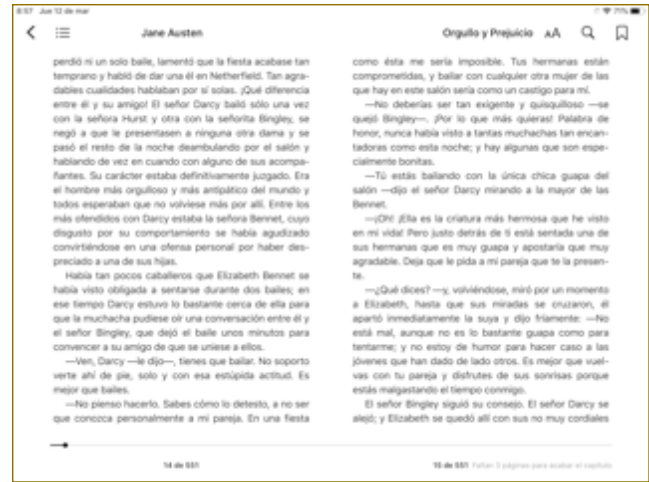 8:57 Jue 12 de mar
77%
Jane Austen
Orgullo y Prejuicio AA
perdió ni un solo baile, lamentó que la fiesta acabase tan
temprano y habló de dar una él en Netherfield. Tan agra-
dables cualidades hablaban por sí solas. ¡Qué diferencia
entre él y su amigo! El señor Darcy bailó sólo una vez
con la señora Hurst y otra con la señorita Bingley, se
negó a que le presentasen a ninguna otra dama y se
pasó el resto de la noche deambulando por el salón y
hablando de vez en cuando con alguno de sus acompa-
ñantes. Su carácter estaba definitivamente juzgado. Era
el hombre más orgulloso y más antipático del mundo y
todos esperaban que no volviese más por allí. Entre los
más ofendidos con Darcy estaba la señora Bennet, cuyo
disgusto por su comportamiento se había agudizado
convirtiéndose en una ofensa personal por haber des-
preciado a una de sus hijas.
Había tan pocos caballeros que Elizabeth Bennet se
había visto obligada a sentarse durante dos bailes; en
ese tiempo Darcy estuvo lo bastante cerca de ella para
que la muchacha pudiese oír una conversación entre él y
el señor Bingley, que dejó el baile unos minutos para
convencer a su amigo de que se uniese a ellos.
—Ven, Darcy —le dijo—, tienes que bailar. No soporto
verte ahí de pie, solo y con esa estúpida actitud. Es
mejor que bailes.
—No pienso hacerlo. Sabes cómo lo detesto, a no ser
que conozca personalmente a mi pareja. En una fiesta
como ésta me sería imposible. Tus hermanas están
comprometidas, y bailar con cualquier otra mujer de las
que hay en este salón sería como un castigo para mí.
—No deberías ser tan exigente y quisquilloso —se
quejó Bingley—. ¡Por lo que más quieras! Palabra de
honor, nunca había visto a tantas muchachas tan encan-
tadoras como esta noche; y hay algunas que son espe-
cialmente bonitas.
—Tú estás bailando con la única chica guapa del
salón —dijo el señor Darcy mirando a la mayor de las
Bennet.
—¡Oh! ¡Ella es la criatura más hermosa que he visto
en mi vida! Pero justo detrás de ti está sentada una de
sus hermanas que es muy guapa y apostaría que muy
agradable. Deja que le pida a mi pareja que te la presen-
te.
—¿Qué dices? —y, volviéndose, miró por un momento
a Elizabeth, hasta que sus miradas se cruzaron, él
apartó inmediatamente la suya y dijo fríamente: —No
está mal, aunque no es lo bastante guapa como para
tentarme; y no estoy de humor para hacer caso a las
jóvenes que han dado de lado otros. Es mejor que vuel-
vas con tu pareja y disfrutes de sus sonrisas porque
estás malgastando el tiempo conmigo.
El señor Bingley siguió su consejo. El señor Darcy se
alejó; y Elizabeth se quedó allí con sus no muy cordiales
14 de 551
15 de 551 Faltan 3 páginas para acabar el capítulo